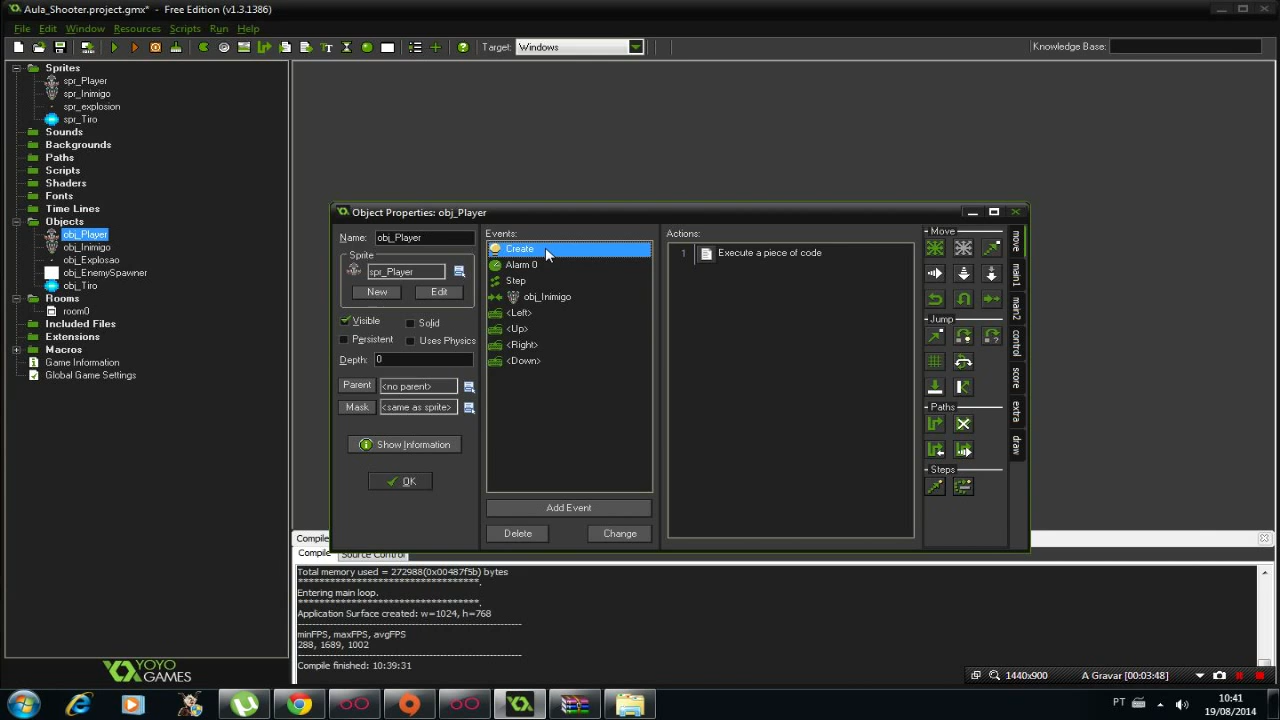 Aula_Shooter.project.gmx* - Free Edition (v1.3.1386)
File Edit Window Resources Scripts Run Help
Target: Windows Knowledge Base:
Sprites
spr_Player
spr_Inimigo
spr_explosion
spr_Tiro
Sounds
Backgrounds
Paths
Scripts
Shaders
Fonts
Time Lines
Objects
obj_Player
obj_Inimigo
obj_Explosao
obj_EnemySpawner
obj_Tiro
Rooms
room0
Included Files
Extensions
Macros
Game Information
Global Game Settings
YOYO
GAMES
Object Properties: obj_Player
Name: obj_Player
Sprite
spr_Player
New Edit
Visible Solid
Persistent Uses Physics
Depth: 0
Parent <no parent>
Mask <same as sprite>
Show Information
OK
Events:
Create
Alarm 0
Step
obj_Inimigo
<Left>
<Up>
<Right>
<Down>
Add Event
Delete Change
Actions:
1 Execute a piece of code
Move
Jump
Paths
Steps
move
main1
main2
control
score
extra
draw
Compile
Compile Source Control
Total memory used = 272988(0x00487f5b) bytes
**********************************.
Entering main loop.
**********************************.
Application Surface created: w=1024, h=768
minFPS, maxFPS, avgFPS
288, 1689, 1002
Compile finished: 10:39:31
1440x900 A Gravar [00:03:48]
PT
10:41
19/08/2014